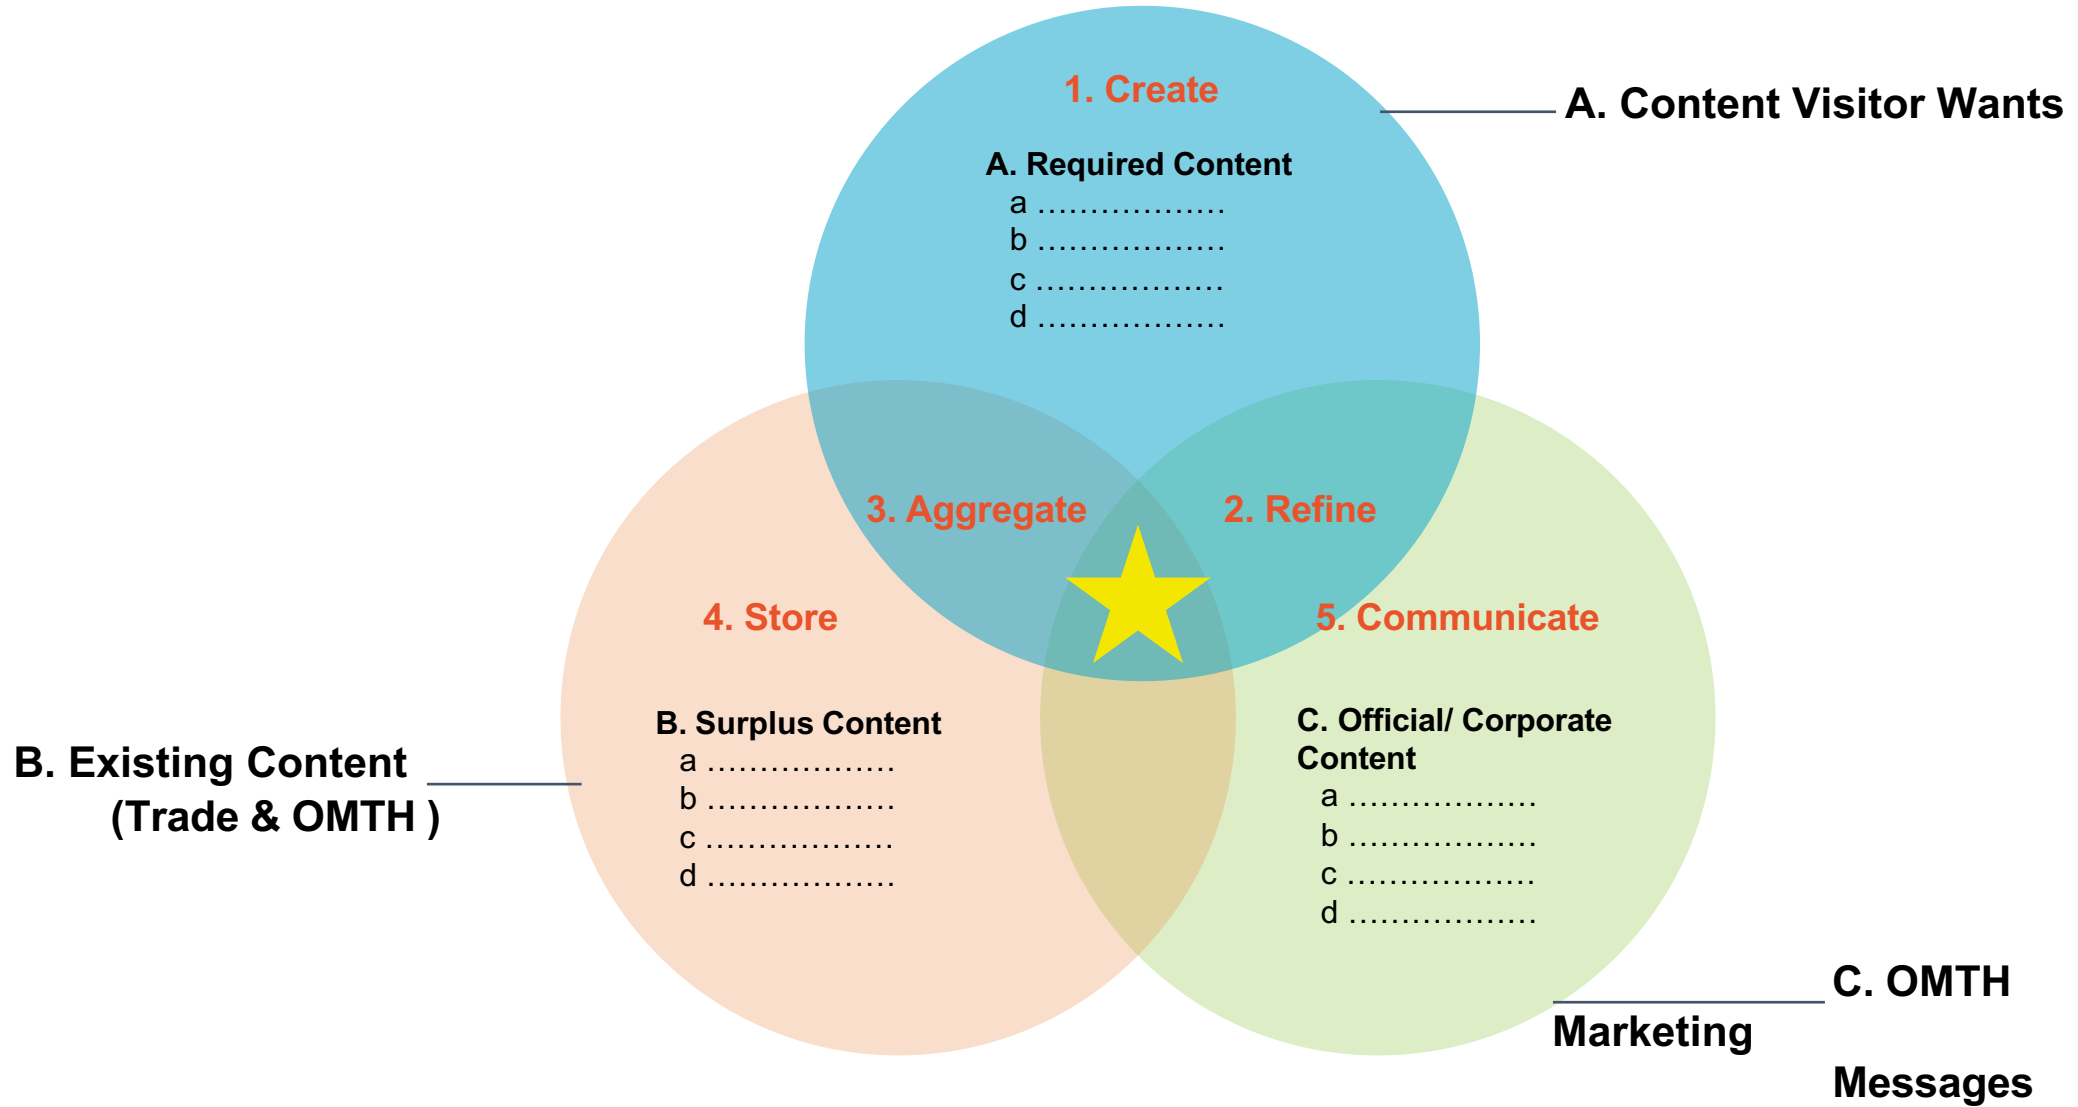 1. Create
A. Content Visitor Wants
A. Required Content
a ………………
b ………………
c ………………
d ………………
3. Aggregate
2. Refine
4. Store
5. Communicate
B. Surplus Content
a ………………
b ………………
c ………………
d ………………
C. Official/ Corporate
Content
a ………………
b ………………
c ………………
d ………………
B. Existing Content
(Trade & OMTH )
C. OMTH
Marketing
Messages